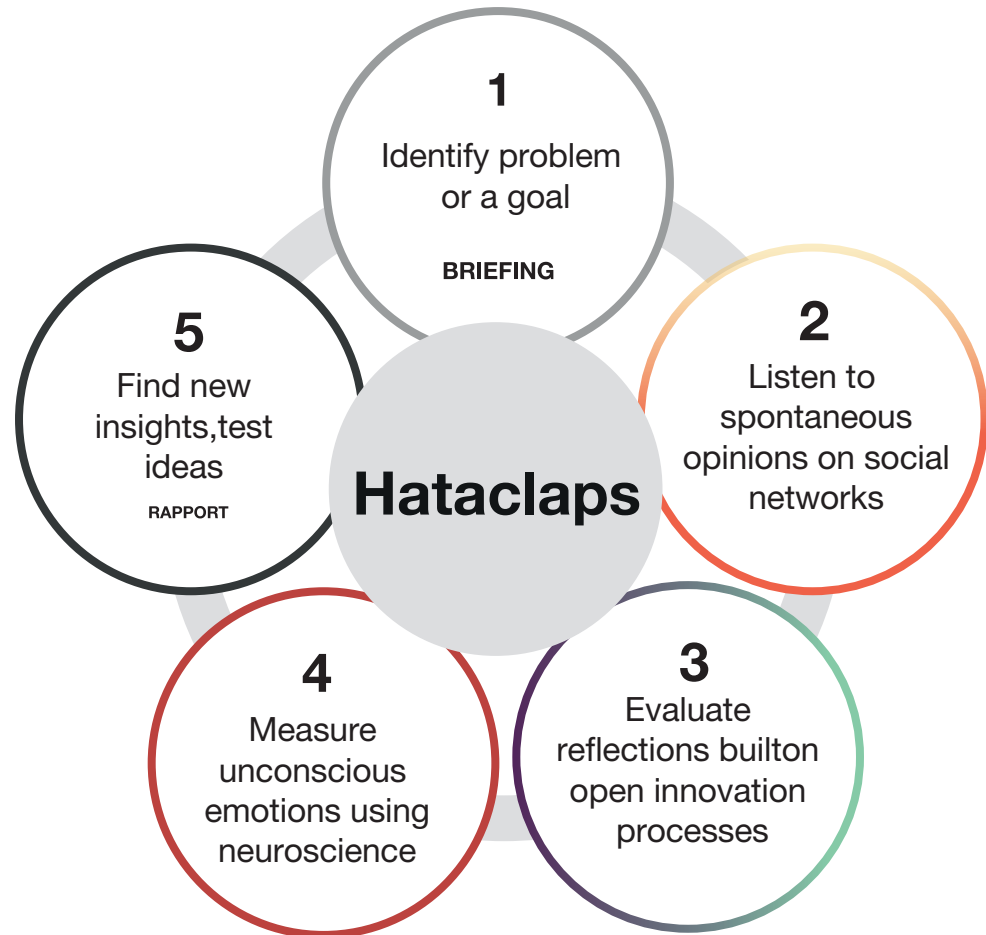 1
Identify problem
or a goal
BRIEFING
2
Listen to
spontaneous
opinions on social
networks
3
Evaluate
reflections builton
open innovation
processes
4
Measure
unconscious
emotions using
neuroscience
5
Find new
insights,test
ideas
RAPPORT
Hataclaps